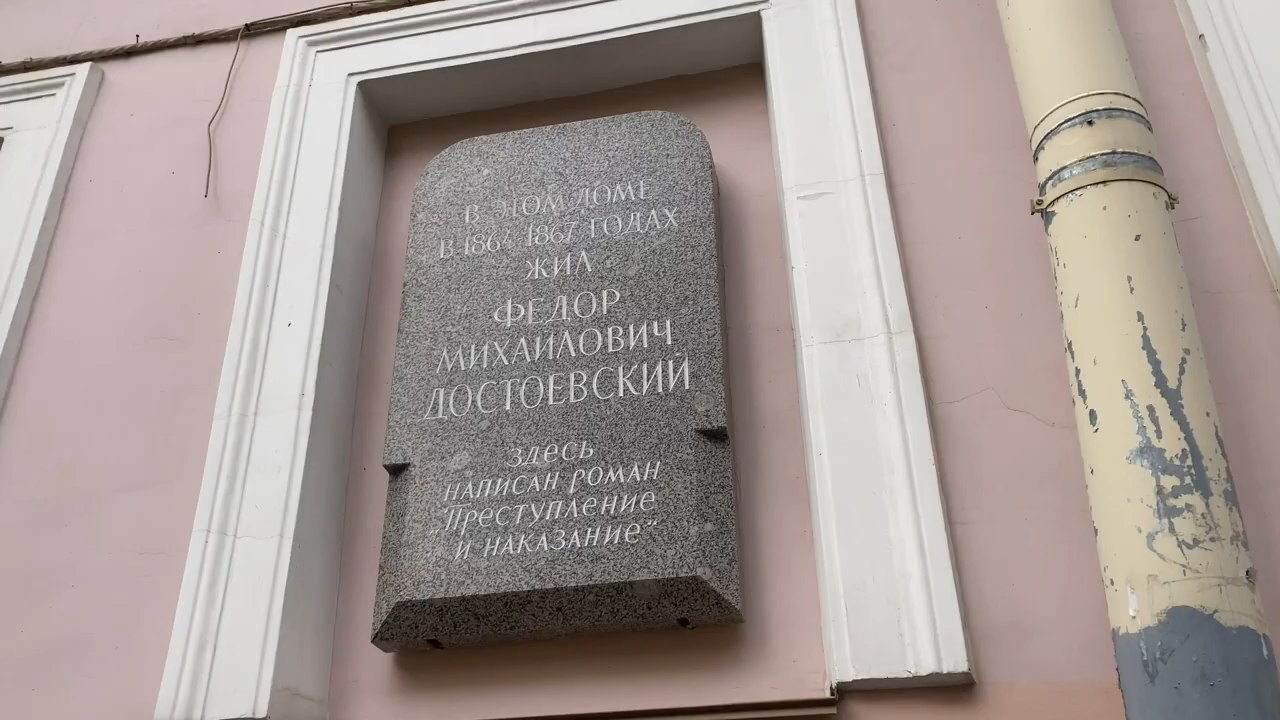 В ЭТОМ ДОМЕ
В 1864-1867 ГОДАХ
ЖИЛ
ФЕДОР
МИХАЙЛОВИЧ
ДОСТОЕВСКИЙ
ЗДЕСЬ
НАПИСАН РОМАН
„ПРЕСТУПЛЕНИЕ
И НАКАЗАНИЕ“